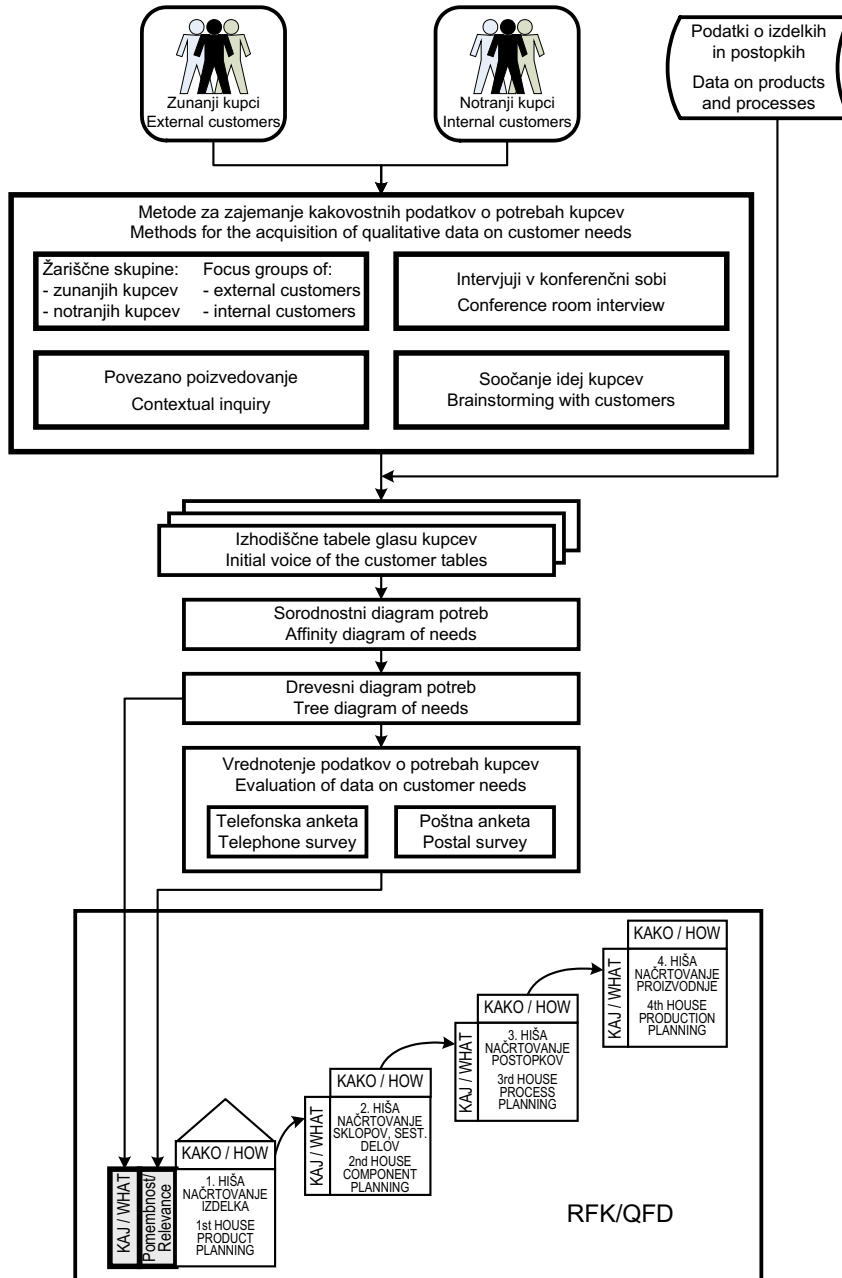 Zunanji kupci
External customers
Notranji kupci
Internal customers
Podatki o izdelkih
in postopkih
Data on products
and processes
Metode za zajemanje kakovostnih podatkov o potrebah kupcev
Methods for the acquisition of qualitative data on customer needs
Žariščne skupine:
- zunanjih kupcev
- notranjih kupcev
Focus groups of:
- external customers
- internal customers
Intervjuji v konferenčni sobi
Conference room interview
Povezano poizvedovanje
Contextual inquiry
Soočanje idej kupcev
Brainstorming with customers
Izhodiščne tabele glasu kupcev
Initial voice of the customer tables
Sorodnostni diagram potreb
Affinity diagram of needs
Drevesni diagram potreb
Tree diagram of needs
Vrednotenje podatkov o potrebah kupcev
Evaluation of data on customer needs
Telefonska anketa
Telephone survey
Poštna anketa
Postal survey
KAJ / WHAT
Pomembnost/
Relevance
KAKO / HOW
1. HIŠA
NAČRTOVANJE
IZDELKA
1st HOUSE
PRODUCT
PLANNING
KAKO / HOW
KAJ / WHAT
2. HIŠA
NAČRTOVANJE
SKLOPOV, SEST.
DELOV
2nd HOUSE
COMPONENT
PLANNING
KAKO / HOW
KAJ / WHAT
3. HIŠA
NAČRTOVANJE
POSTOPKOV
3rd HOUSE
PROCESS
PLANNING
KAKO / HOW
KAJ / WHAT
4. HIŠA
NAČRTOVANJE
PROIZVODNJE
4th HOUSE
PRODUCTION
PLANNING
RFK/QFD